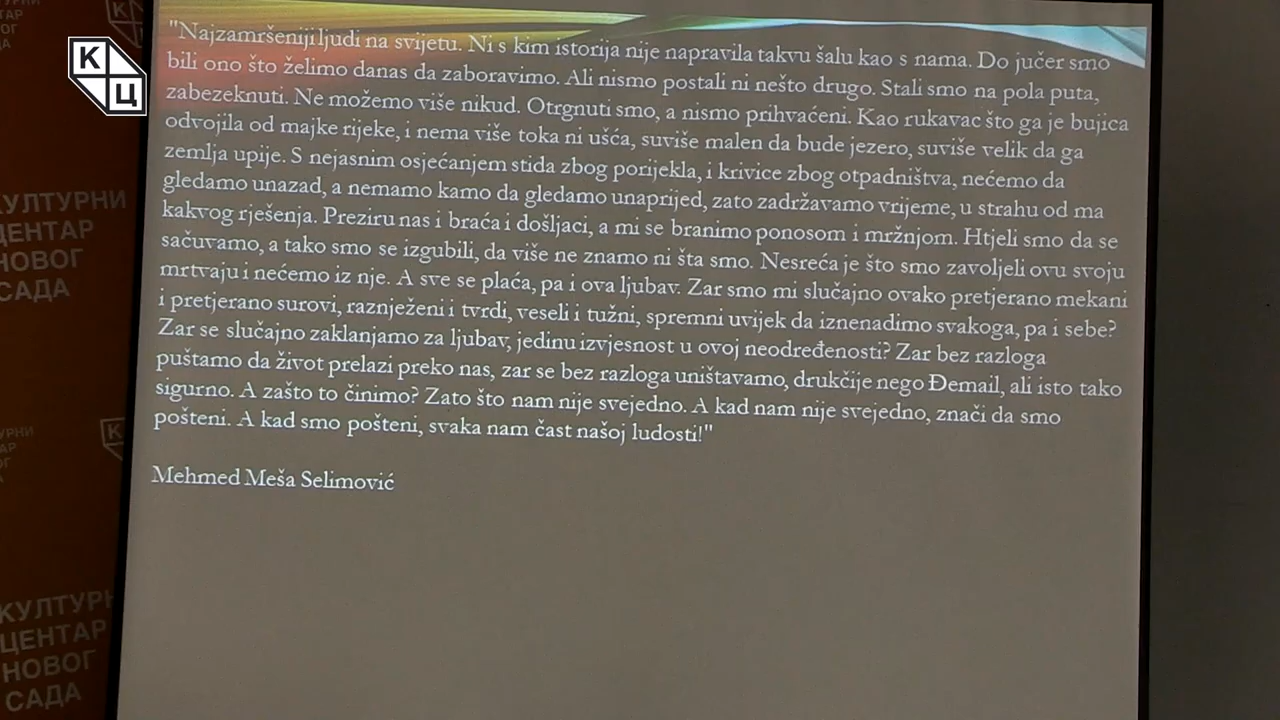 "Najzamršeniji ljudi na svijetu. Ni s kim istorija nije napravila takvu šalu kao s nama. Do jučer smo
bili ono što želimo danas da zaboravimo. Ali nismo postali ni nešto drugo. Stali smo na pola puta,
zabezeknuti. Ne možemo više nikud. Otrgnuti smo, a nismo prihvaćeni. Kao rukavac što ga je bujica
odvojila od majke rijeke, i nema više toka ni ušća, suviše malen da bude jezero, suviše velik da ga
zemlja upije. S nejasnim osjećanjem stida zbog porijekla, i krivice zbog otpadništva, nećemo da
gledamo unazad, a nemamo kamo da gledamo unaprijed, zato zadržavamo vrijeme, u strahu od ma
kakvog rješenja. Preziru nas i braća i došljaci, a mi se branimo ponosom i mržnjom. Htjeli smo da se
sačuvamo, a tako smo se izgubili, da više ne znamo ni šta smo. Nesreća je što smo zavoljeli ovu svoju
mrtvaju i nećemo iz nje. A sve se plaća, pa i ova ljubav. Zar smo mi slučajno ovako pretjerano mekani
i pretjerano surovi, raznježeni i tvrdi, veseli i tužni, spremni uvijek da iznenadimo svakoga, pa i sebe?
Zar se slučajno zaklanjamo za ljubav, jedinu izvjesnost u ovoj neodređenosti? Zar bez razloga
puštamo da život prelazi preko nas, zar se bez razloga uništavamo, drukčije nego Đemail, ali isto tako
sigurno. A zašto to činimo? Zato što nam nije svejedno. A kad nam nije svejedno, znači da smo
pošteni. A kad smo pošteni, svaka nam čast našoj ludosti!"
Mehmed Meša Selimović
К
Ц
НОВОГ
КУЛТУРНИ
ЦЕНТАР
НОВОГ
САДА
КУЛТУРН
ЦЕНТАР
НОВОГ
САДА